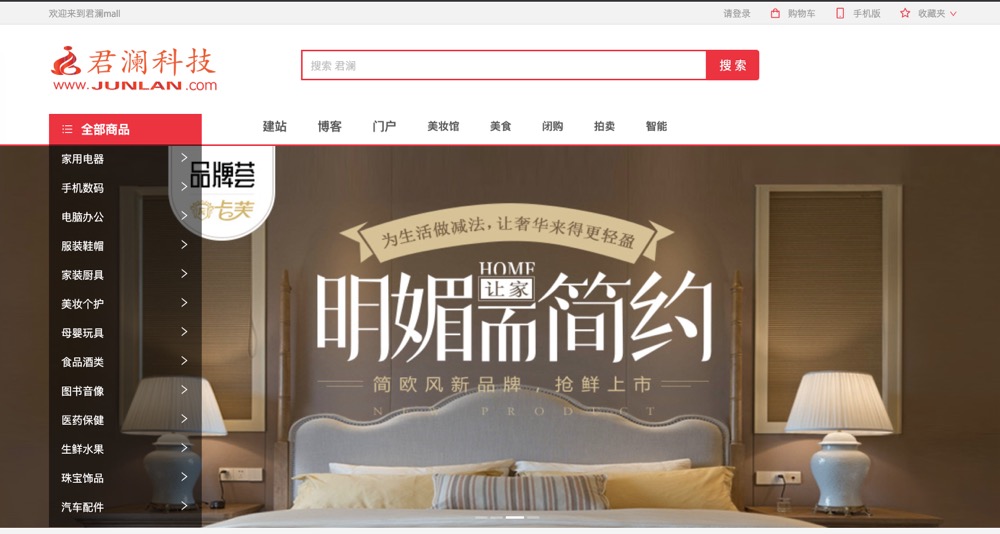 欢迎来到君澜mall
请登录 购物车 手机版 收藏夹
君澜科技
www.JUNLAN.com
搜索 君澜
搜 索
全部商品
建站 博客 门户 美妆馆 美食 闭购 拍卖 智能
家用电器
手机数码
电脑办公
服装鞋帽
家装厨具
美妆个护
母婴玩具
食品酒类
图书音像
医药保健
生鲜水果
珠宝饰品
汽车配件
品牌荟
卡芙
为生活做减法，让奢华来得更轻盈
HOME
让家
明媚而简约
简欧风新品牌，抢鲜上市
NEW PRODUCT